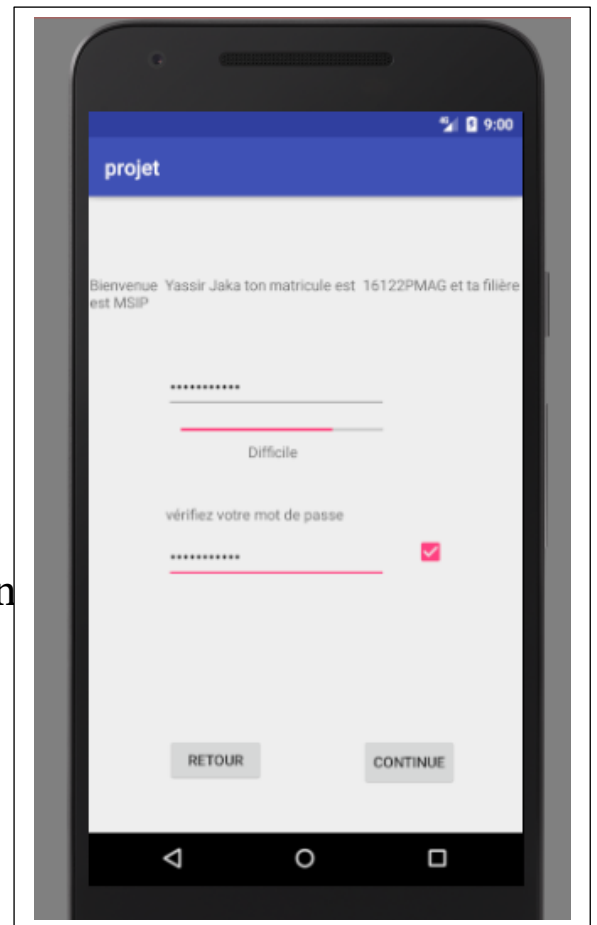 9:00
projet
Bienvenue Yassir Jaka ton matricule est 16122PMAG et ta filière
est MSIP
•••••••••••
Difficile
vérifiez votre mot de passe
•••••••••••
n
RETOUR
CONTINUE